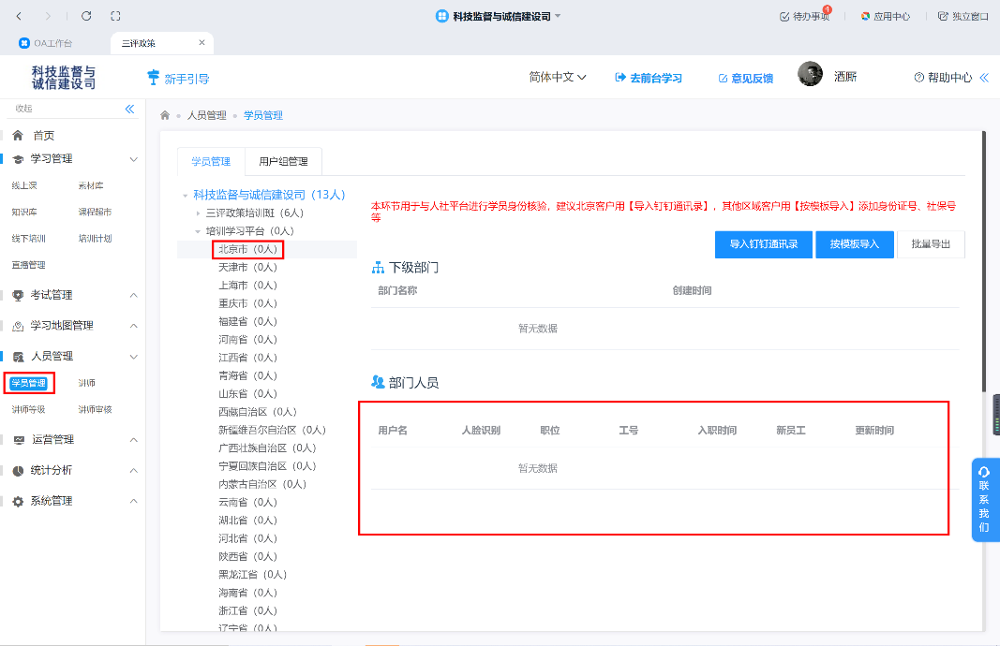 科技监督与诚信建设司
待办事项
4
应用中心
独立窗口
OA工作台
三评政策
科技监督与
诚信建设司
新手引导
简体中文
去前台学习
意见反馈
酒厮
帮助中心
收起
人员管理
学员管理
首页
学习管理
线上课
素材库
知识库
课程超市
线下培训
培训计划
直播管理
考试管理
学习地图管理
人员管理
学员管理
讲师
讲师等级
讲师审核
运营管理
统计分析
系统管理
学员管理
用户组管理
科技监督与诚信建设司（13人）
三评政策培训班（6人）
培训学习平台（0人）
北京市（0人）
天津市（0人）
上海市（0人）
重庆市（0人）
福建省（0人）
河南省（0人）
江西省（0人）
青海省（0人）
山东省（0人）
西藏自治区（0人）
新疆维吾尔自治区（0人）
广西壮族自治区（0人）
宁夏回族自治区（0人）
内蒙古自治区（0人）
云南省（0人）
湖北省（0人）
河北省（0人）
陕西省（0人）
黑龙江省（0人）
海南省（0人）
浙江省（0人）
辽宁省（0人）
本环节用于与人社平台进行学员身份核验，建议北京客户用【导入钉钉通讯录】，其他区域客户用【按模板导入】添加身份证号、社保号
等
导入钉钉通讯录
按模板导入
批量导出
下级部门
部门名称
创建时间
暂无数据
部门人员
用户名
人脸识别
职位
工号
入职时间
新员工
更新时间
暂无数据
联
系
我
们